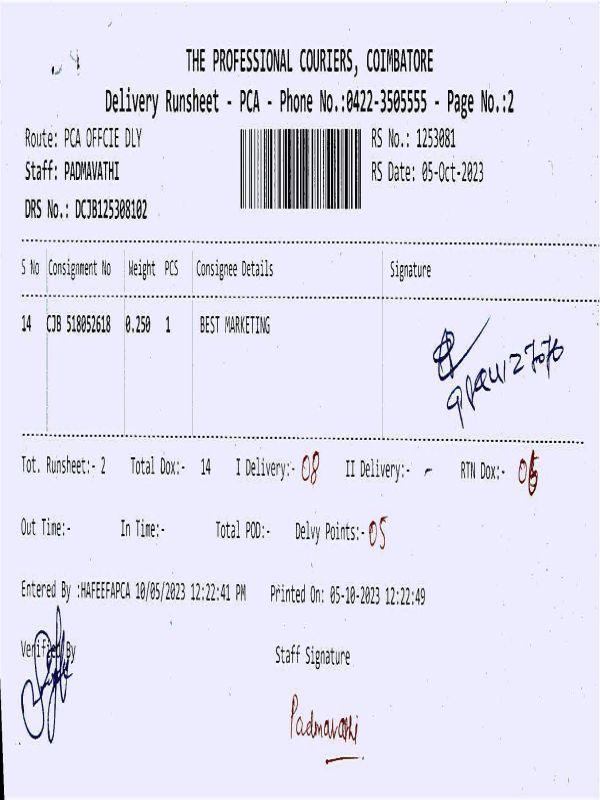 THE PROFESSIONAL COURIERS, COIMBATORE
Delivery Runsheet - PCA - Phone No.:0422-3505555 - Page No.:2
Route: PCA OFFCIE DLY RS No.: 1253081
Staff: PADMAVATHI RS Date: 05-Oct-2023
DRS No.: DCJB125308102
S No Consignment No Weight PCS Consignee Details Signature
14 CJB 518052618 0.250 1 BEST MARKETING
Tot. Runsheet:- 2 Total Dox:- 14 I Delivery:- 08 II Delivery:- - RTN Dox:-
Out Time:- In Time:- Total POD:- Delvy Points:- 05
Entered By :HAFEEFAPCA 10/05/2023 12:22:41 PM Printed On: 05-10-2023 12:22:49
Verified By Staff Signature
Padmavathi